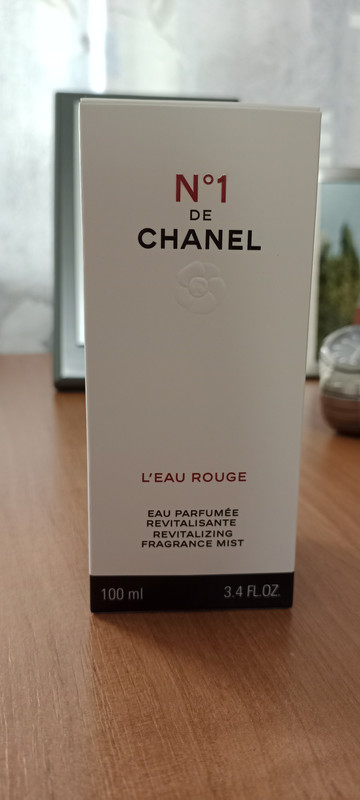 N°1
DE
CHANEL
L'EAU ROUGE
EAU PARFUMÉE
REVITALISANTE
REVITALIZING
FRAGRANCE MIST
100 ml 3.4 FL.OZ.